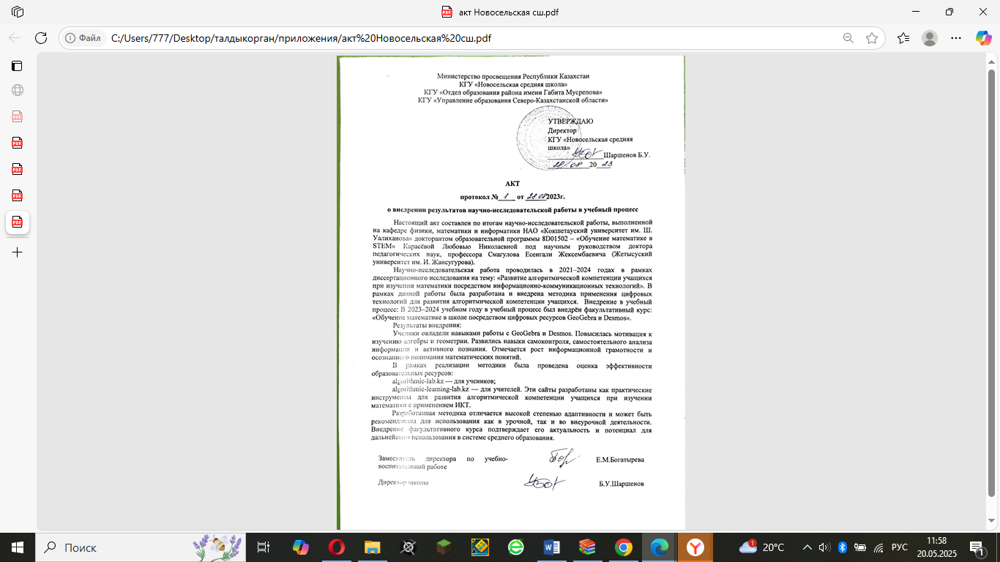 акт Новосельская сш.pdf
Файл
C:/Users/777/Desktop/талдыкорган/приложения/акт%20Новосельская%20сш.pdf
Министерство просвещения Республики Казахстан
КГУ «Новосельская средняя школа»
КГУ «Отдел образования района имени Габита Мусрепова»
КГУ «Управление образования Северо-Казахстанской области»
УТВЕРЖДАЮ
Директор
КГУ «Новосельская средняя
школа»
Шаршенов Б.У.
28.08 20 23
АКТ
протокол № 1 от 28.08 2023г.
о внедрении результатов научно-исследовательской работы в учебный процесс
Настоящий акт составлен по итогам научно-исследовательской работы, выполненной
на кафедре физики, математики и информатики НАО «Кокшетауский университет им. Ш.
Уалиханова» докторантом образовательной программы 8D01502 – «Обучение математике в
STEM» Карасёвой Любовью Николаевной под научным руководством доктора
педагогических наук, профессора Смагулова Есенгали Жексембаевича (Жетысуский
университет им. И. Жансугурова).
Научно-исследовательская работа проводилась в 2021–2024 годах в рамках
диссертационного исследования на тему: «Развитие алгоритмической компетенции учащихся
при изучении математики посредством информационно-коммуникационных технологий». В
рамках данной работы была разработана и внедрена методика применения цифровых
технологий для развития алгоритмической компетенции учащихся. Внедрение в учебный
процесс: В 2023–2024 учебном году в учебный процесс был внедрён факультативный курс:
«Обучение математике в школе посредством цифровых ресурсов GeoGebra и Desmos».
Результаты внедрения:
Ученики овладели навыками работы с GeoGebra и Desmos. Повысилась мотивация к
изучению алгебры и геометрии. Развились навыки самоконтроля, самостоятельного анализа
информации и активного познания. Отмечается рост информационной грамотности и
осознанного понимания математических понятий.
В рамках реализации методики была проведена оценка эффективности
образовательных ресурсов:
algorithmic-lab.kz — для учеников;
algorithmic-learning-lab.kz — для учителей. Эти сайты разработаны как практические
инструменты для развития алгоритмической компетенции учащихся при изучении
математики с применением ИКТ.
Разработанная методика отличается высокой степенью адаптивности и может быть
рекомендована для использования как в урочной, так и во внеурочной деятельности.
Внедрение факультативного курса подтверждает его актуальность и потенциал для
дальнейшего использования в системе среднего образования.
Заместитель директора по учебно-
воспитательной работе
Е.М.Богатырева
Директор школы
Б.У.Шаршенов
Поиск
20°C
РУС
11:58
20.05.2025